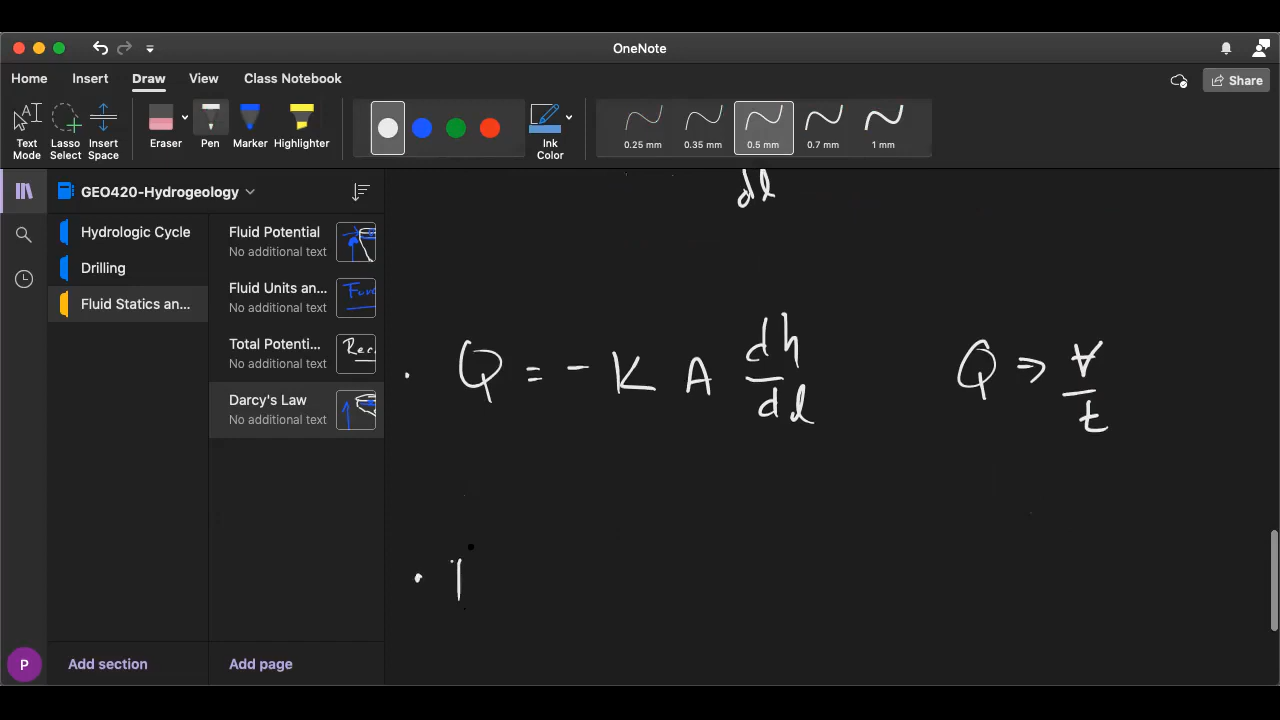 OneNote
Home Insert Draw View Class Notebook
Share
Text Mode
Lasso Select
Insert Space
Eraser
Pen
Marker
Highlighter
Ink Color
0.25 mm
0.35 mm
0.5 mm
0.7 mm
1 mm
GEO420-Hydrogeology
Hydrologic Cycle
Drilling
Fluid Statics an...
Fluid Potential
No additional text
Fluid Units an...
No additional text
Total Potenti...
No additional text
Darcy's Law
No additional text
Add section
Add page
P
dl
· Q = - K A dh/dl
Q ⇒ V/t